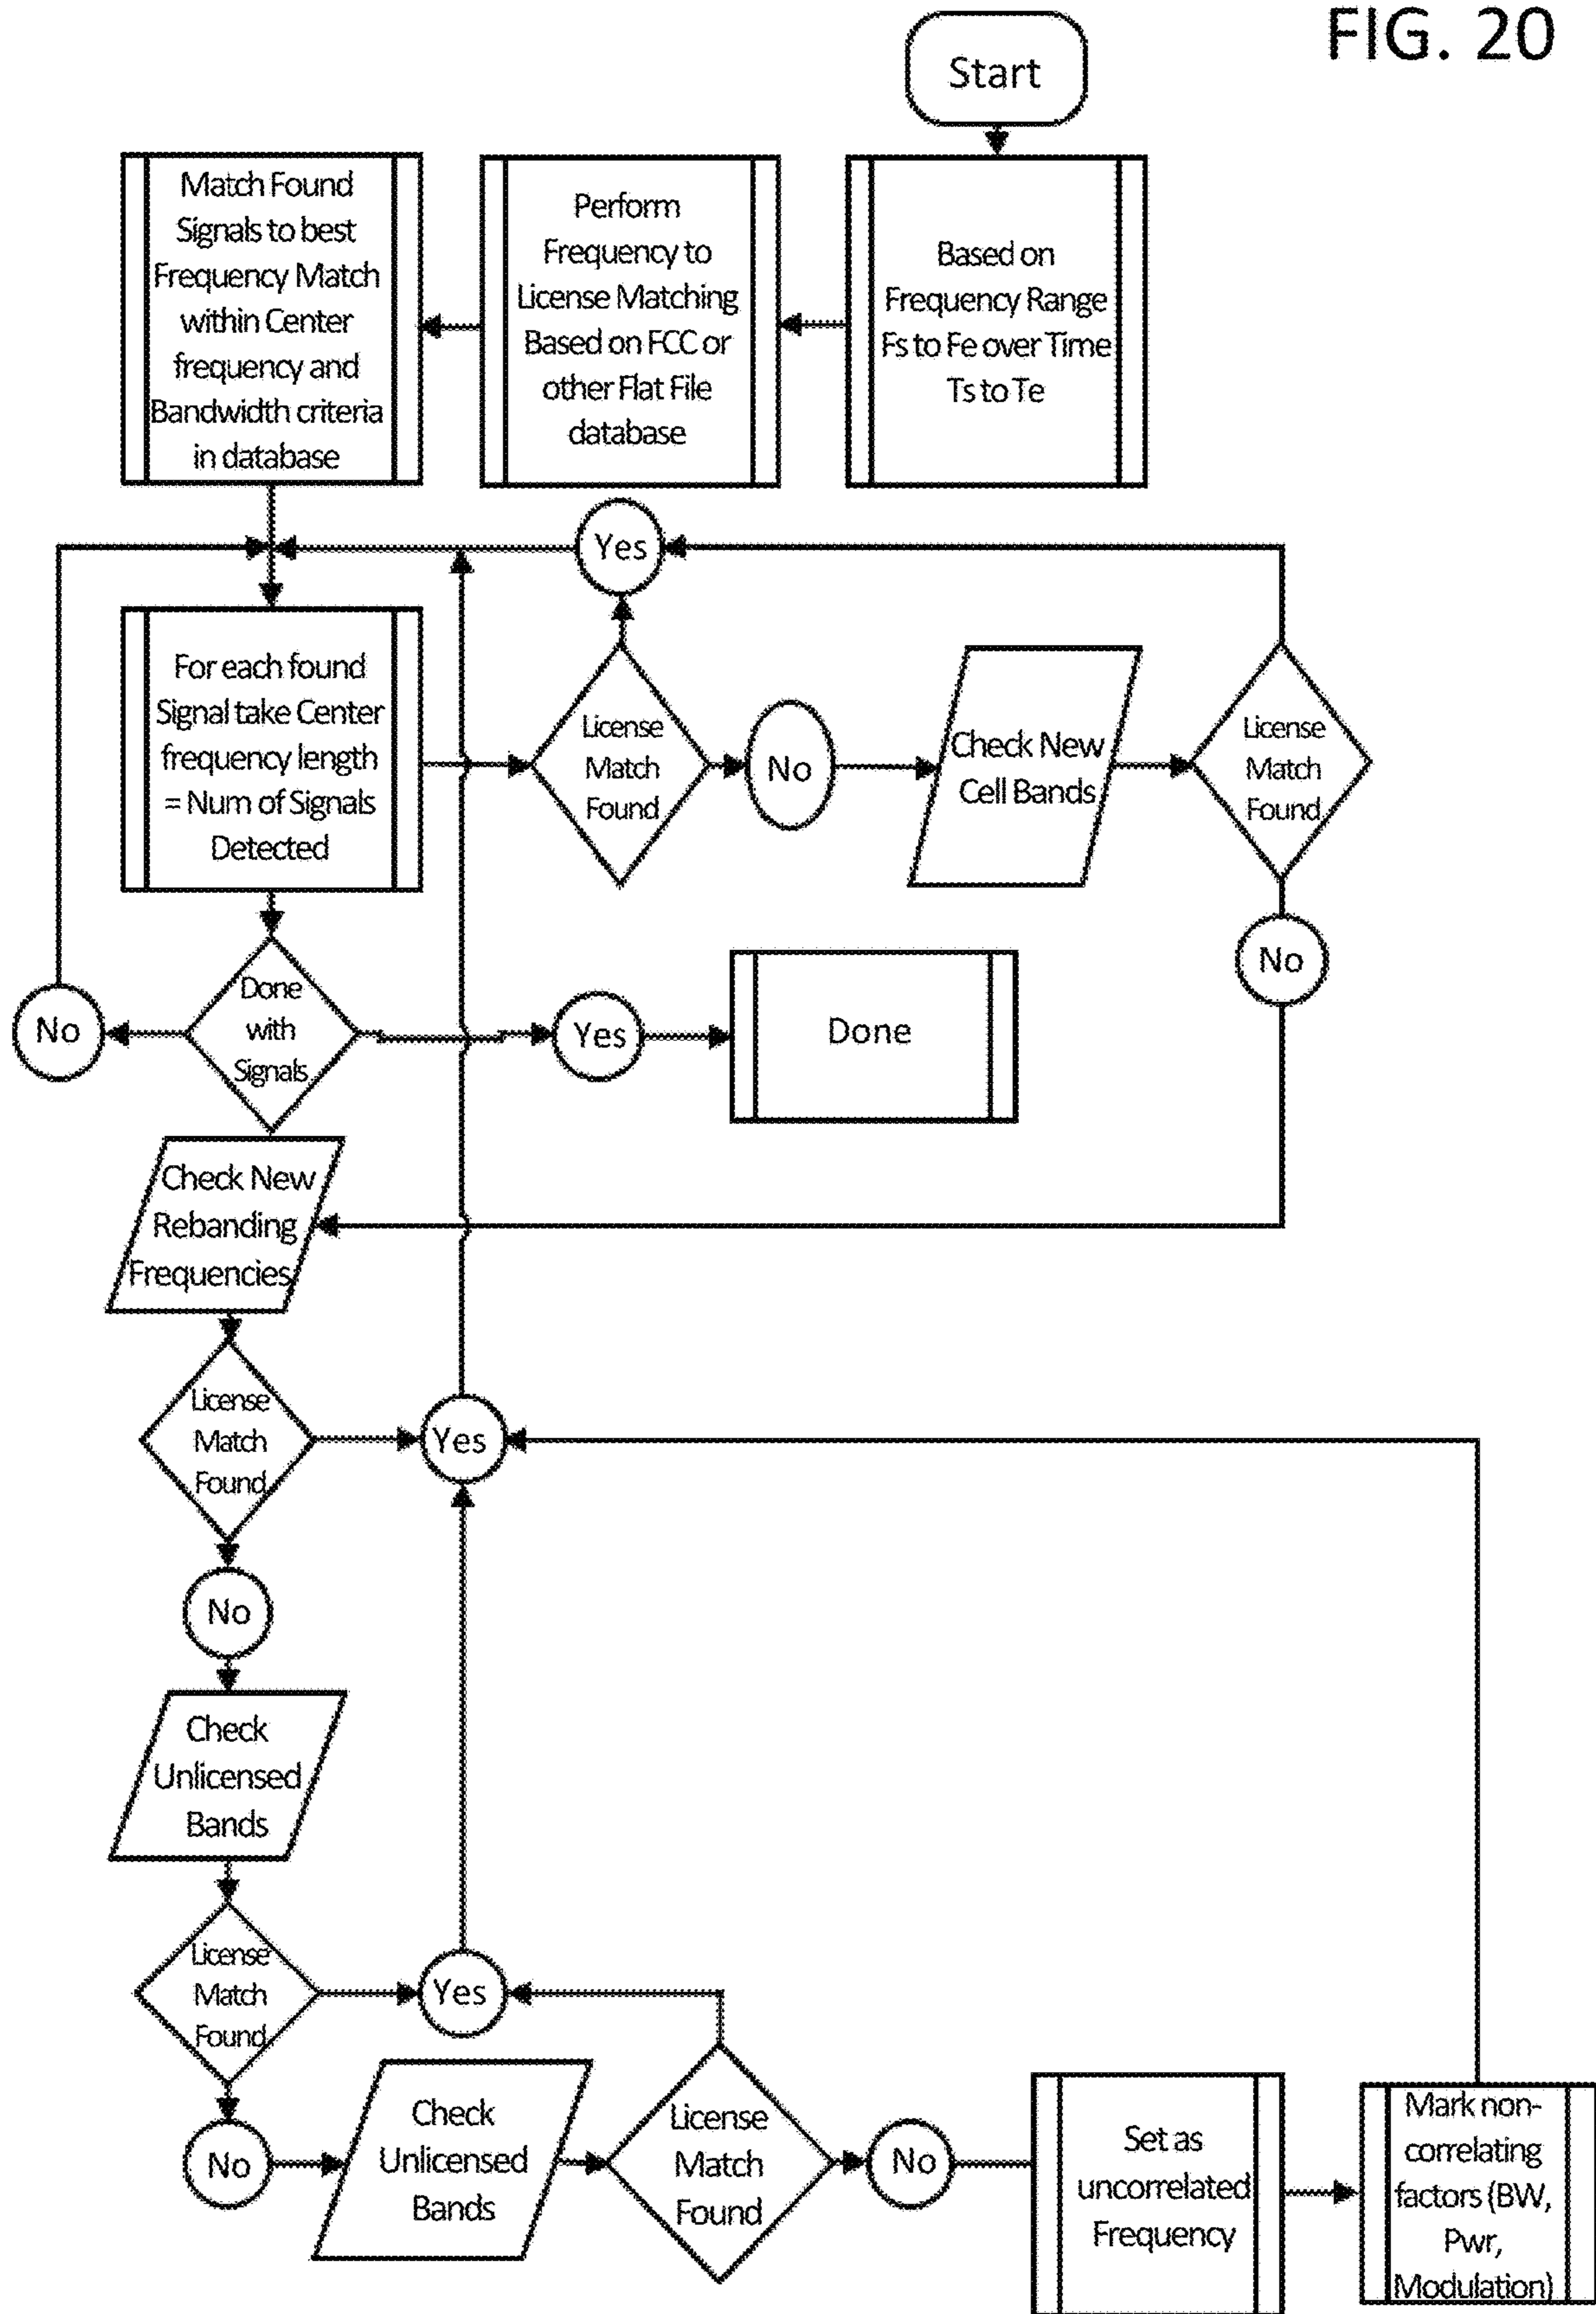 FIG. 20
Start
Match Found
Signals to best
Frequency Match
within Center
frequency and
Bandwidth criteria
in database
Perform
Frequency to
License Matching
Based on FCC or
other Flat File
database
Based on
Frequency Range
Fs to Fe over Time
Ts to Te
Yes
For each found
Signal take Center
frequency length
= Num of Signals
Detected
License
Match
Found
No
Check New
Cell Bands
License
Match
Found
No
No
Done
with
Signals
Yes
Done
Check New
Rebanding
Frequencies
License
Match
Found
Yes
No
Check
Unlicensed
Bands
License
Match
Found
Yes
No
Check
Unlicensed
Bands
License
Match
Found
No
Set as
uncorrelated
Frequency
Mark non-
correlating
factors (BW,
Pwr,
Modulation)